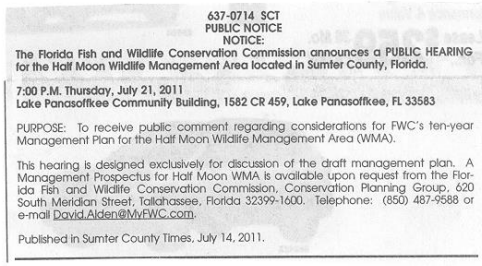 637-0714 SCT
PUBLIC NOTICE
NOTICE:
The Florida Fish and Wildlife Conservation Commission announces a PUBLIC HEARING
for the Half Moon Wildlife Management Area located in Sumter County, Florida.
7:00 P.M. Thursday, July 21, 2011
Lake Panasoffkee Community Building, 1582 CR 459, Lake Panasoffkee, FL 33583
PURPOSE: To receive public comment regarding considerations for FWC's ten-year
Management Plan for the Half Moon Wildlife Management Area (WMA).
This hearing is designed exclusively for discussion of the draft management plan. A
Management Prospectus for Half Moon WMA is available upon request from the Flor-
ida Fish and Wildlife Conservation Commission, Conservation Planning Group, 620
South Meridian Street, Tallahassee, Florida 32399-1600. Telephone: (850) 487-9588 or
e-mail David.Alden@MyFWC.com.
Published in Sumter County Times, July 14, 2011.